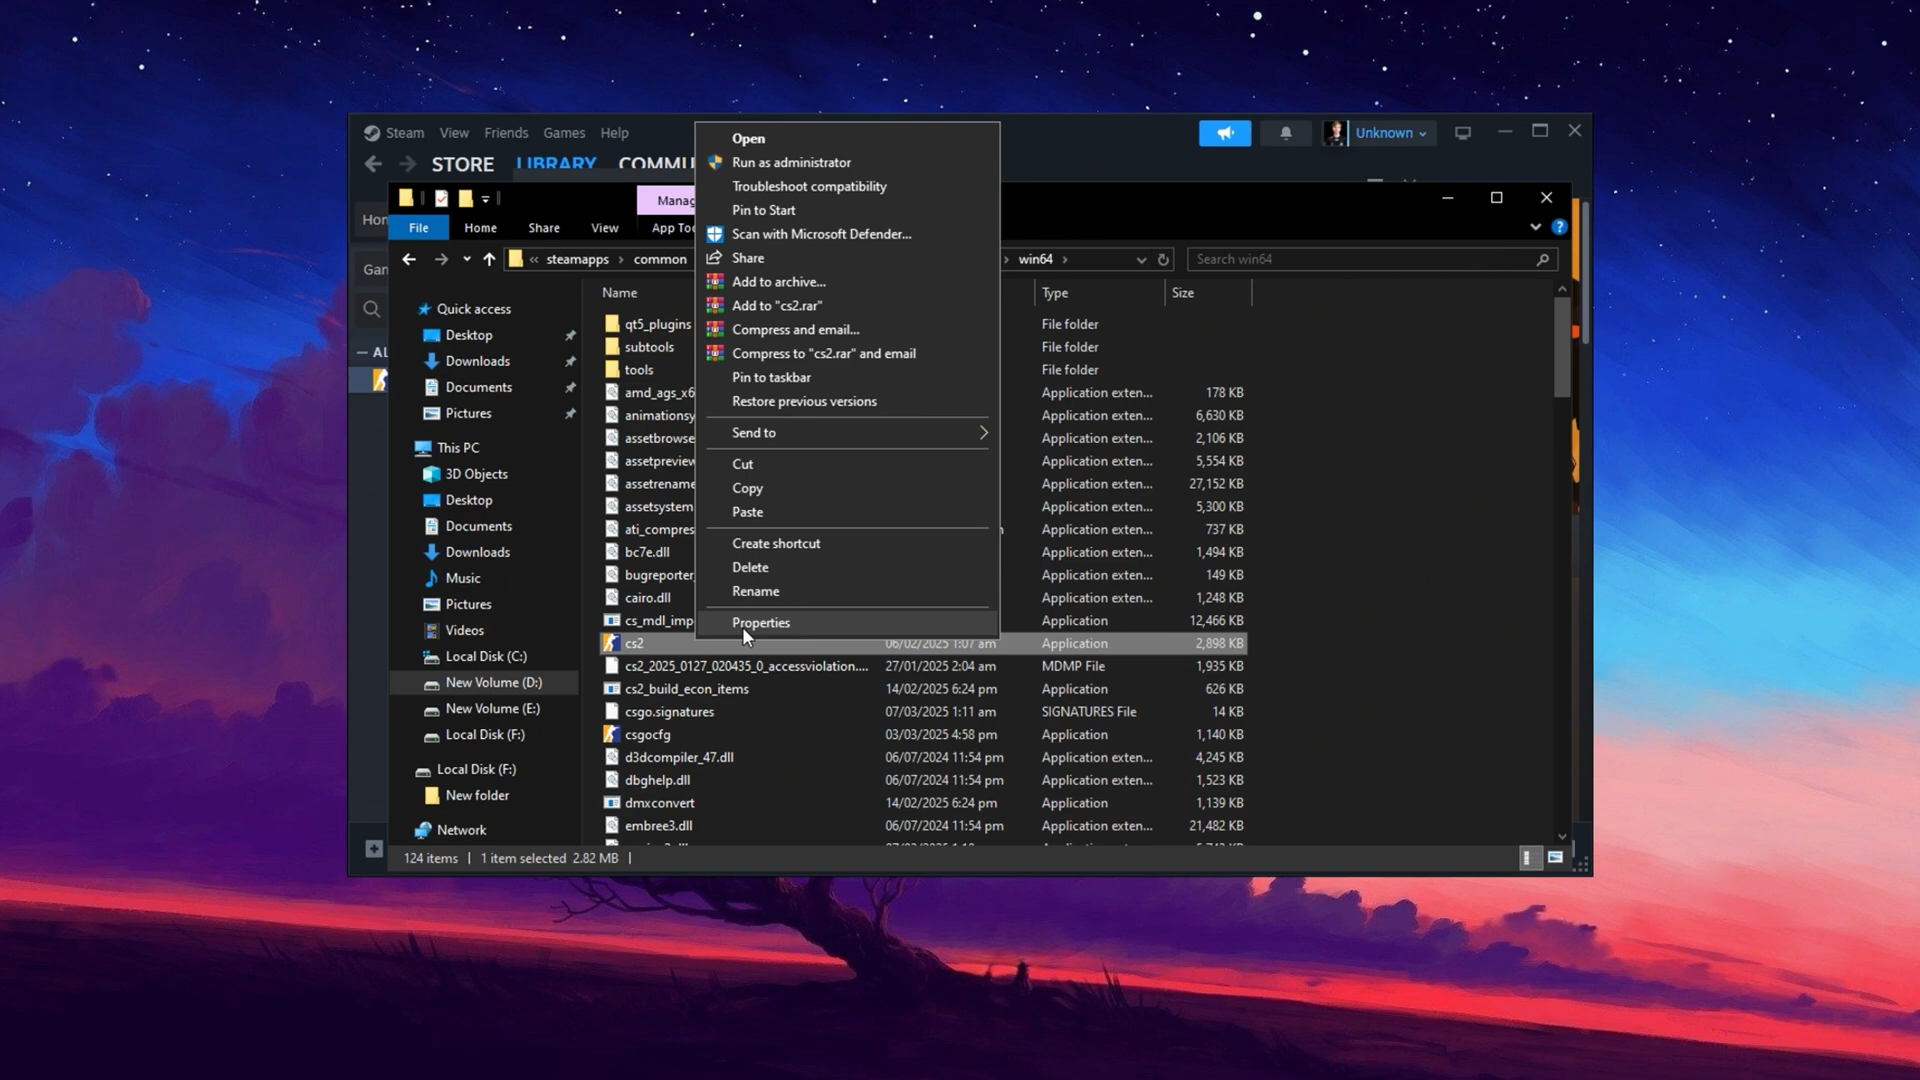 Steam View Friends Games Help
Unknown
STORE LIBRARY COMMU
Hom
Manag
File Home Share View App Too
Gam
« steamapps › common
› win64 ›
Search win64
AL
Name Type Size
Quick access
Desktop
Downloads
Documents
Pictures
This PC
3D Objects
Desktop
Documents
Downloads
Music
Pictures
Videos
Local Disk (C:)
New Volume (D:)
New Volume (E:)
Local Disk (F:)
Local Disk (F:)
New folder
Network
Open
Run as administrator
Troubleshoot compatibility
Pin to Start
Scan with Microsoft Defender...
Share
Add to archive...
Add to "cs2.rar"
Compress and email...
Compress to "cs2.rar" and email
Pin to taskbar
Restore previous versions
Send to
Cut
Copy
Paste
Create shortcut
Delete
Rename
Properties
qt5_plugins File folder
subtools File folder
tools File folder
amd_ags_x6 Application exten... 178 KB
animationsy Application exten... 6,630 KB
assetbrowse Application exten... 2,106 KB
assetpreview Application exten... 5,554 KB
assetrename Application exten... 27,152 KB
assetsystem Application exten... 5,300 KB
ati_compres Application exten... 737 KB
bc7e.dll Application exten... 1,494 KB
bugreporter_ Application exten... 149 KB
cairo.dll Application exten... 1,248 KB
cs_mdl_imp Application 12,466 KB
cs2 06/02/2025 1:07 am Application 2,898 KB
cs2_2025_0127_020435_0_accessviolation.... 27/01/2025 2:04 am MDMP File 1,935 KB
cs2_build_econ_items 14/02/2025 6:24 pm Application 626 KB
csgo.signatures 07/03/2025 1:11 am SIGNATURES File 14 KB
csgocfg 03/03/2025 4:58 pm Application 1,140 KB
d3dcompiler_47.dll 06/07/2024 11:54 pm Application exten... 4,245 KB
dbghelp.dll 06/07/2024 11:54 pm Application exten... 1,523 KB
dmxconvert 14/02/2025 6:24 pm Application 1,139 KB
embree3.dll 06/07/2024 11:54 pm Application exten... 21,482 KB
124 items 1 item selected 2.82 MB